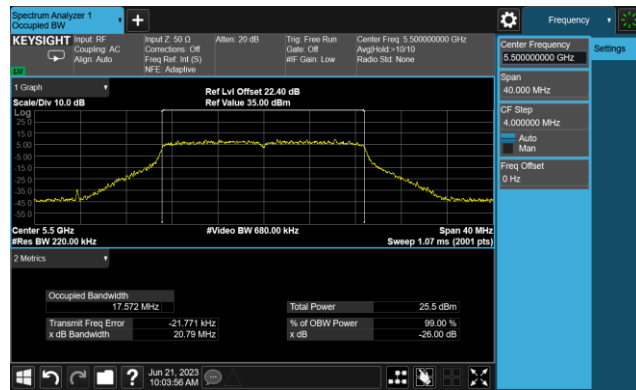 Spectrum Analyzer 1
Occupied BW
Frequency
KEYSIGHT
Input: RF
Coupling: AC
Align: Auto
Input Z: 50 Ω
Corrections: Off
Freq Ref: Int (S)
NFE: Adaptive
Atten: 20 dB
Trig: Free Run
Gate: Off
#IF Gain: Low
Center Freq: 5.500000000 GHz
Avg|Hold:>10/10
Radio Std: None
Center Frequency
5.500000000 GHz
Settings
Span
40.000 MHz
CF Step
4.000000 MHz
Auto
Man
Freq Offset
0 Hz
1 Graph
Scale/Div 10.0 dB
Ref Lvl Offset 22.40 dB
Ref Value 35.00 dBm
Log
25.0
15.0
5.00
-5.00
-15.0
-25.0
-35.0
-45.0
-55.0
Center 5.5 GHz
#Res BW 220.00 kHz
#Video BW 680.00 kHz
Span 40 MHz
Sweep 1.07 ms (2001 pts)
2 Metrics
Occupied Bandwidth
17.572 MHz
Total Power
25.5 dBm
Transmit Freq Error
-21.771 kHz
% of OBW Power
99.00 %
x dB Bandwidth
20.79 MHz
x dB
-26.00 dB
?
Jun 21, 2023
10:03:56 AM